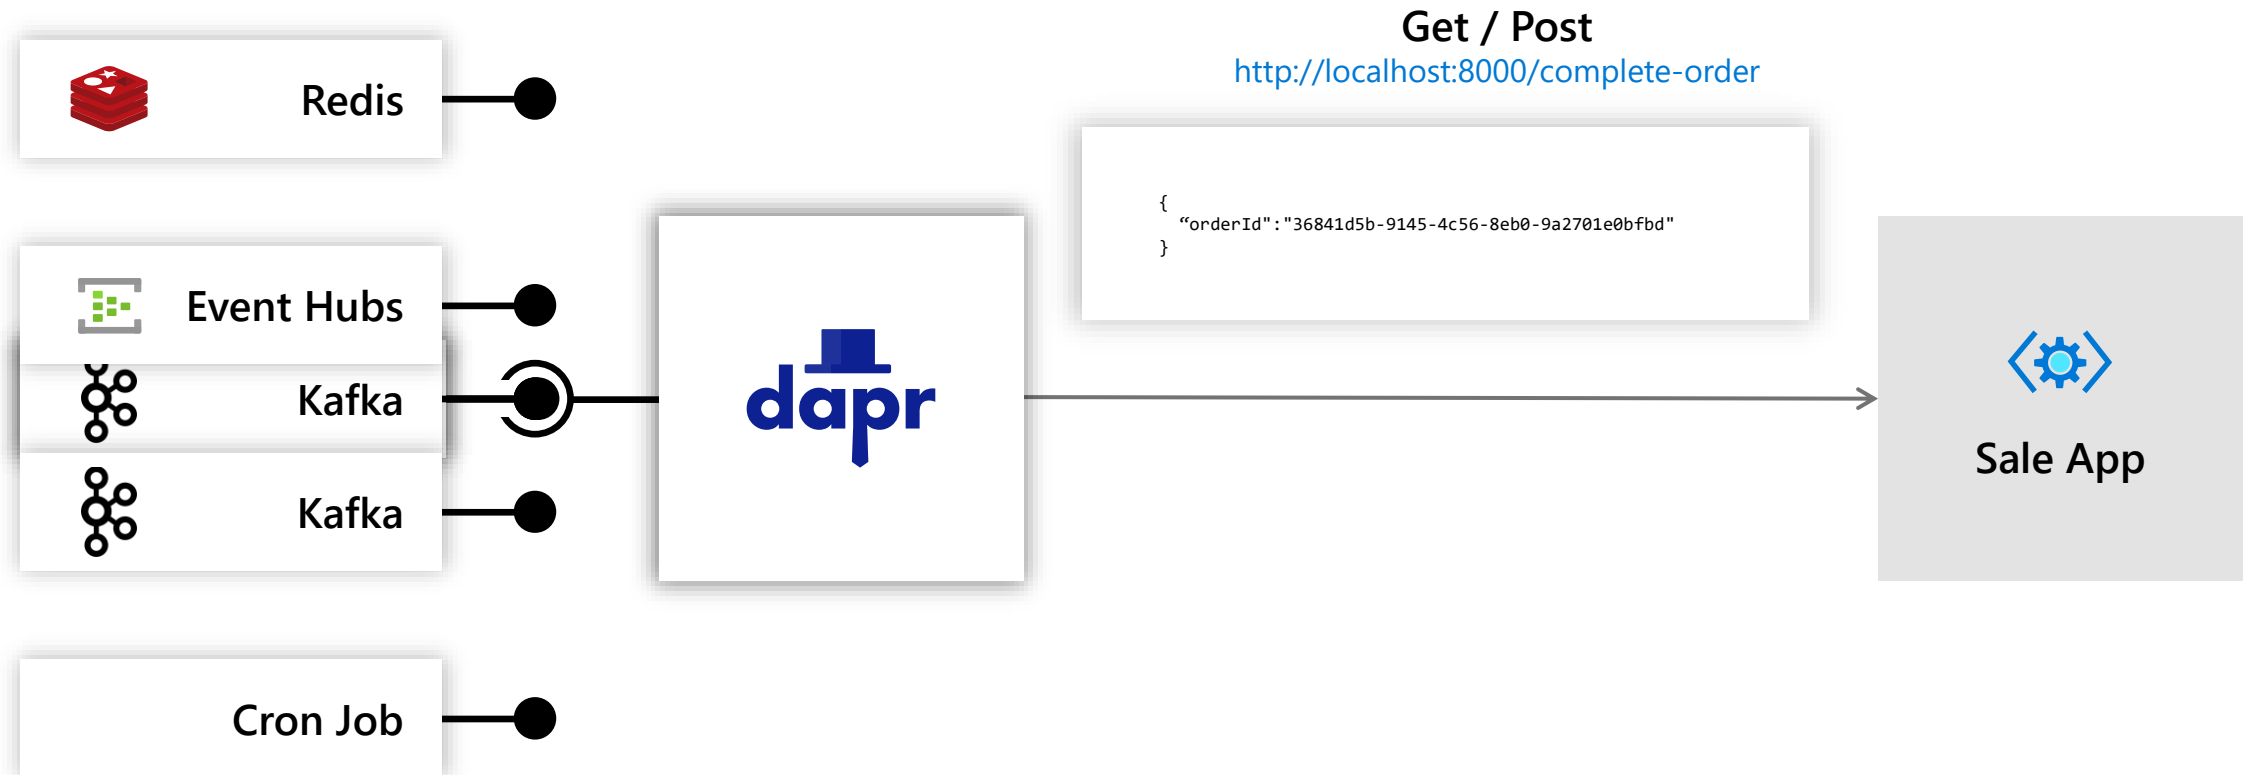 Get / Post
http://localhost:8000/complete-order
Redis
{
“orderId":"36841d5b-9145-4c56-8eb0-9a2701e0bfbd"
}
Event Hubs
Kafka
dapr
Sale App
Kafka
Cron Job